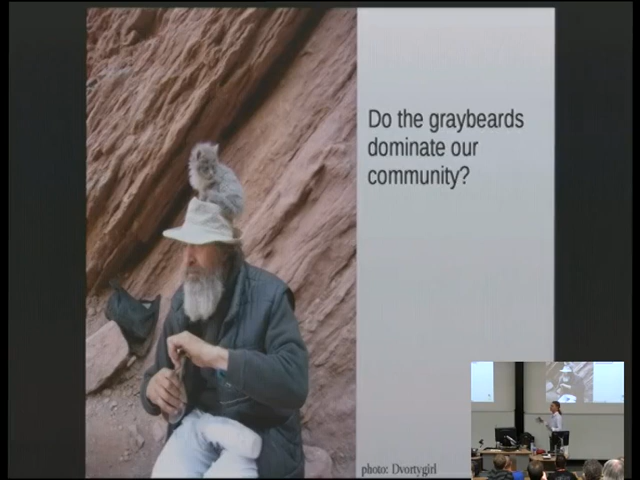 Do the graybeards
dominate our
community?
photo: Dvortygirl